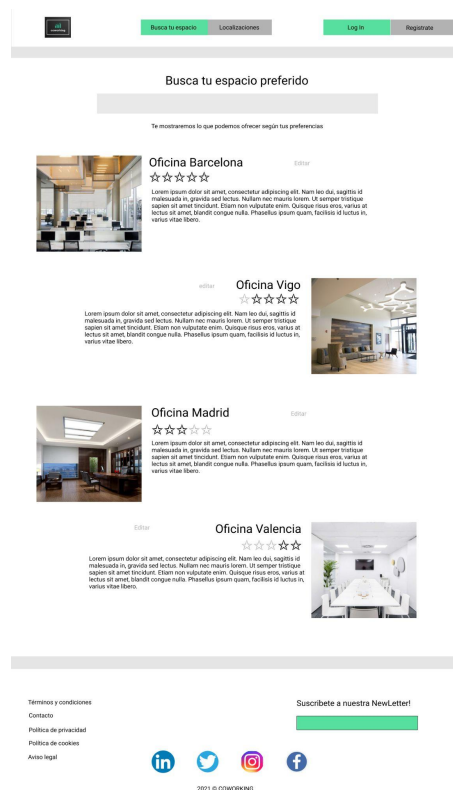 coworking
Busca tu espacio
Localizaciones
Log In
Registrate
Busca tu espacio preferido
Te mostraremos lo que podemos ofrecer según tus preferencias
Oficina Barcelona
Editar
Lorem ipsum dolor sit amet, consectetur adipiscing elit. Nam leo dui, sagittis id
malesuada in, gravida sed lectus. Nullam nec mauris lorem. Ut semper tristique
sapien sit amet tincidunt. Etiam non vulputate enim. Quisque risus eros, varius at
lectus sit amet, blandit congue nulla. Phasellus ipsum quam, facilisis id luctus in,
varius vitae libero.
editar
Oficina Vigo
Lorem ipsum dolor sit amet, consectetur adipiscing elit. Nam leo dui, sagittis id
malesuada in, gravida sed lectus. Nullam nec mauris lorem. Ut semper tristique
sapien sit amet tincidunt. Etiam non vulputate enim. Quisque risus eros, varius at
lectus sit amet, blandit congue nulla. Phasellus ipsum quam, facilisis id luctus in,
varius vitae libero.
Oficina Madrid
Editar
Lorem ipsum dolor sit amet, consectetur adipiscing elit. Nam leo dui, sagittis id
malesuada in, gravida sed lectus. Nullam nec mauris lorem. Ut semper tristique
sapien sit amet tincidunt. Etiam non vulputate enim. Quisque risus eros, varius at
lectus sit amet, blandit congue nulla. Phasellus ipsum quam, facilisis id luctus in,
varius vitae libero.
Editar
Oficina Valencia
Lorem ipsum dolor sit amet, consectetur adipiscing elit. Nam leo dui, sagittis id
malesuada in, gravida sed lectus. Nullam nec mauris lorem. Ut semper tristique
sapien sit amet tincidunt. Etiam non vulputate enim. Quisque risus eros, varius at
lectus sit amet, blandit congue nulla. Phasellus ipsum quam, facilisis id luctus in,
varius vitae libero.
Términos y condiciones
Contacto
Política de privacidad
Política de cookies
Aviso legal
Suscribete a nuestra NewLetter!
2021 © COWORKING